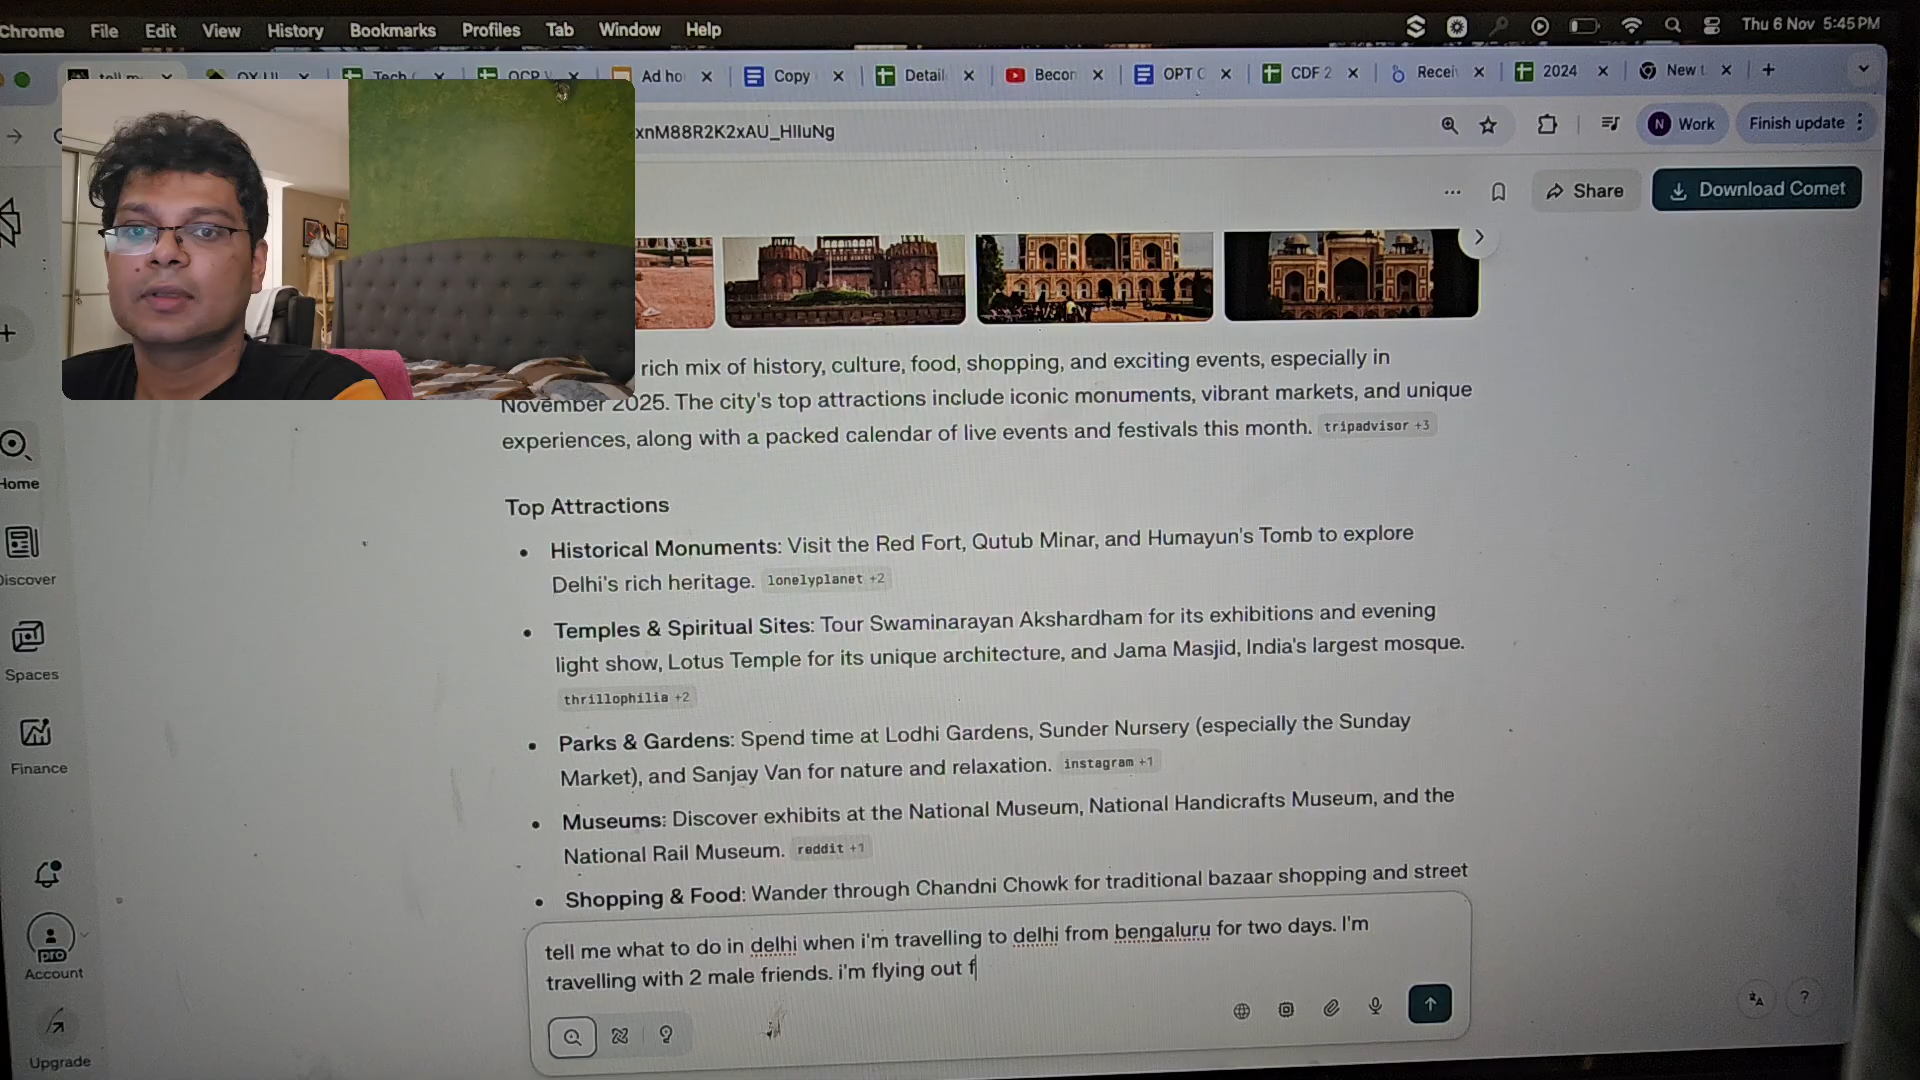 Chrome File Edit View History Bookmarks Profiles Tab Window Help Thu 6 Nov 5:45 PM
Ad ho Copy Detail Becon OPT C CDF 2 Recei 2024 New t
xnM88R2K2xAU_HlluNg N Work Finish update
... Share Download Comet
rich mix of history, culture, food, shopping, and exciting events, especially in
November 2025. The city's top attractions include iconic monuments, vibrant markets, and unique
experiences, along with a packed calendar of live events and festivals this month. tripadvisor +3
Top Attractions
• Historical Monuments: Visit the Red Fort, Qutub Minar, and Humayun's Tomb to explore
Delhi's rich heritage. lonelyplanet +2
• Temples & Spiritual Sites: Tour Swaminarayan Akshardham for its exhibitions and evening
light show, Lotus Temple for its unique architecture, and Jama Masjid, India's largest mosque.
thrillophilia +2
• Parks & Gardens: Spend time at Lodhi Gardens, Sunder Nursery (especially the Sunday
Market), and Sanjay Van for nature and relaxation. instagram +1
• Museums: Discover exhibits at the National Museum, National Handicrafts Museum, and the
National Rail Museum. reddit +1
• Shopping & Food: Wander through Chandni Chowk for traditional bazaar shopping and street
tell me what to do in delhi when i'm travelling to delhi from bengaluru for two days. I'm
travelling with 2 male friends. i'm flying out f
Home
Discover
Spaces
Finance
pro
Account
Upgrade
?